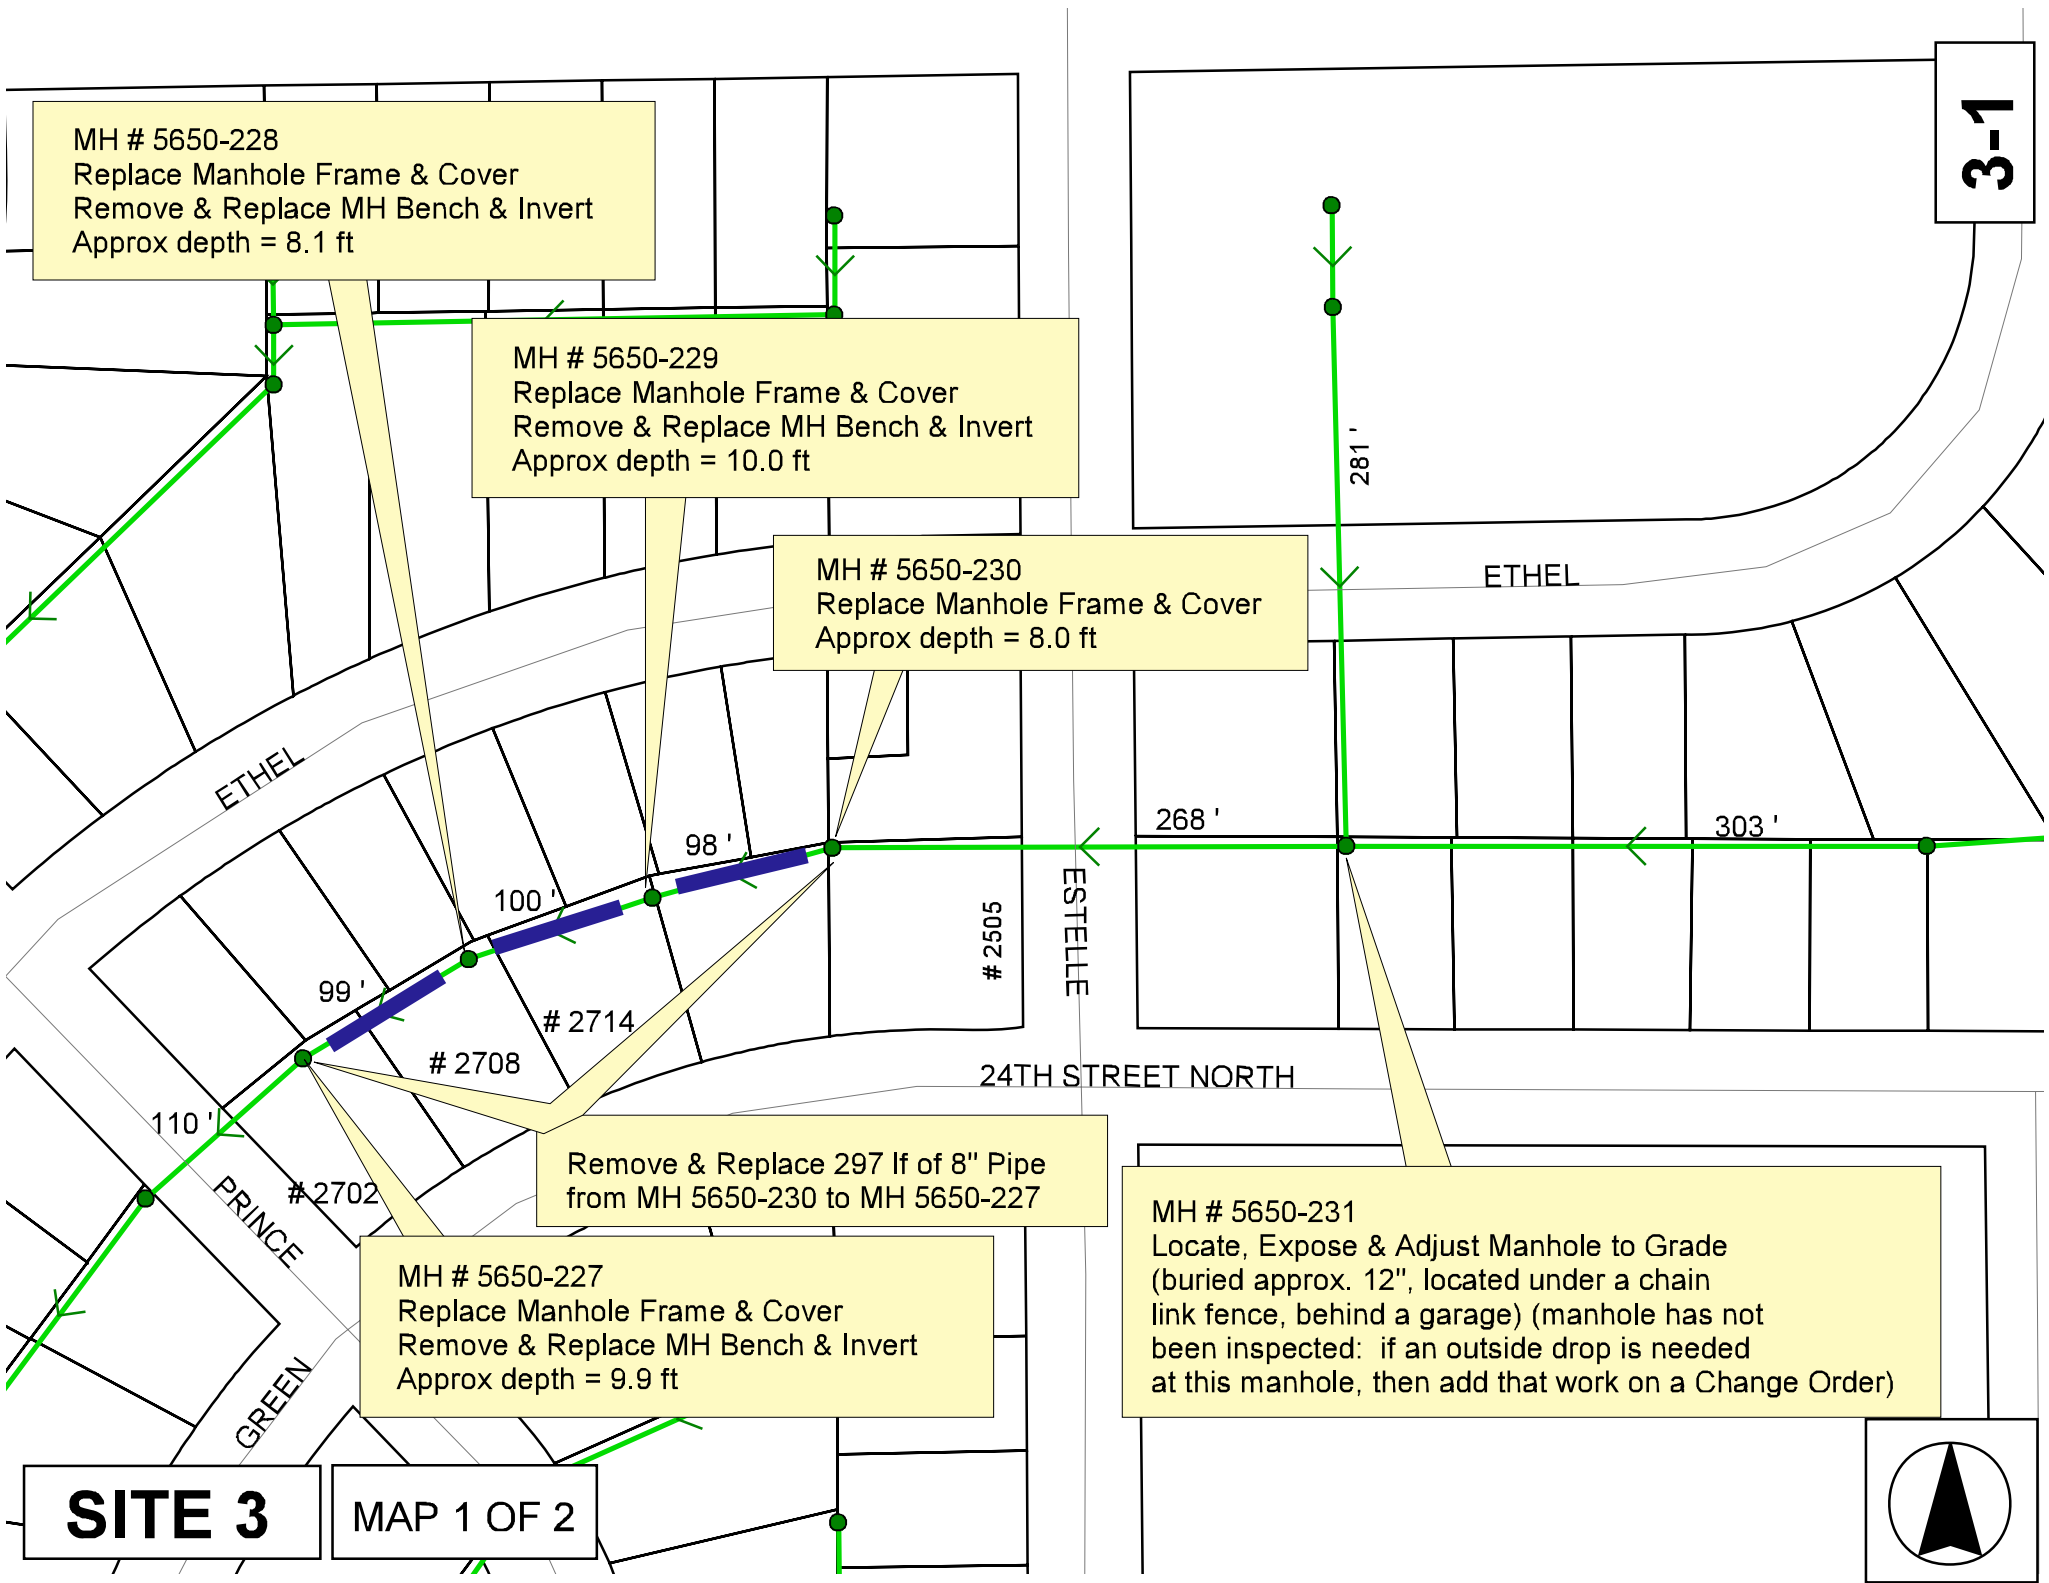 3-1
MH # 5650-228
Replace Manhole Frame & Cover
Remove & Replace MH Bench & Invert
Approx depth = 8.1 ft
MH # 5650-229
Replace Manhole Frame & Cover
Remove & Replace MH Bench & Invert
Approx depth = 10.0 ft
281 '
MH # 5650-230
Replace Manhole Frame & Cover
Approx depth = 8.0 ft
ETHEL
ETHEL
268 '
303 '
98 '
100 '
99 '
# 2505
ESTELLE
# 2714
# 2708
24TH STREET NORTH
110 '
# 2702
PRINCE
Remove & Replace 297 lf of 8" Pipe
from MH 5650-230 to MH 5650-227
MH # 5650-231
Locate, Expose & Adjust Manhole to Grade
(buried approx. 12", located under a chain
link fence, behind a garage) (manhole has not
been inspected:  if an outside drop is needed
at this manhole, then add that work on a Change Order)
MH # 5650-227
Replace Manhole Frame & Cover
Remove & Replace MH Bench & Invert
Approx depth = 9.9 ft
GREEN
SITE 3
MAP 1 OF 2